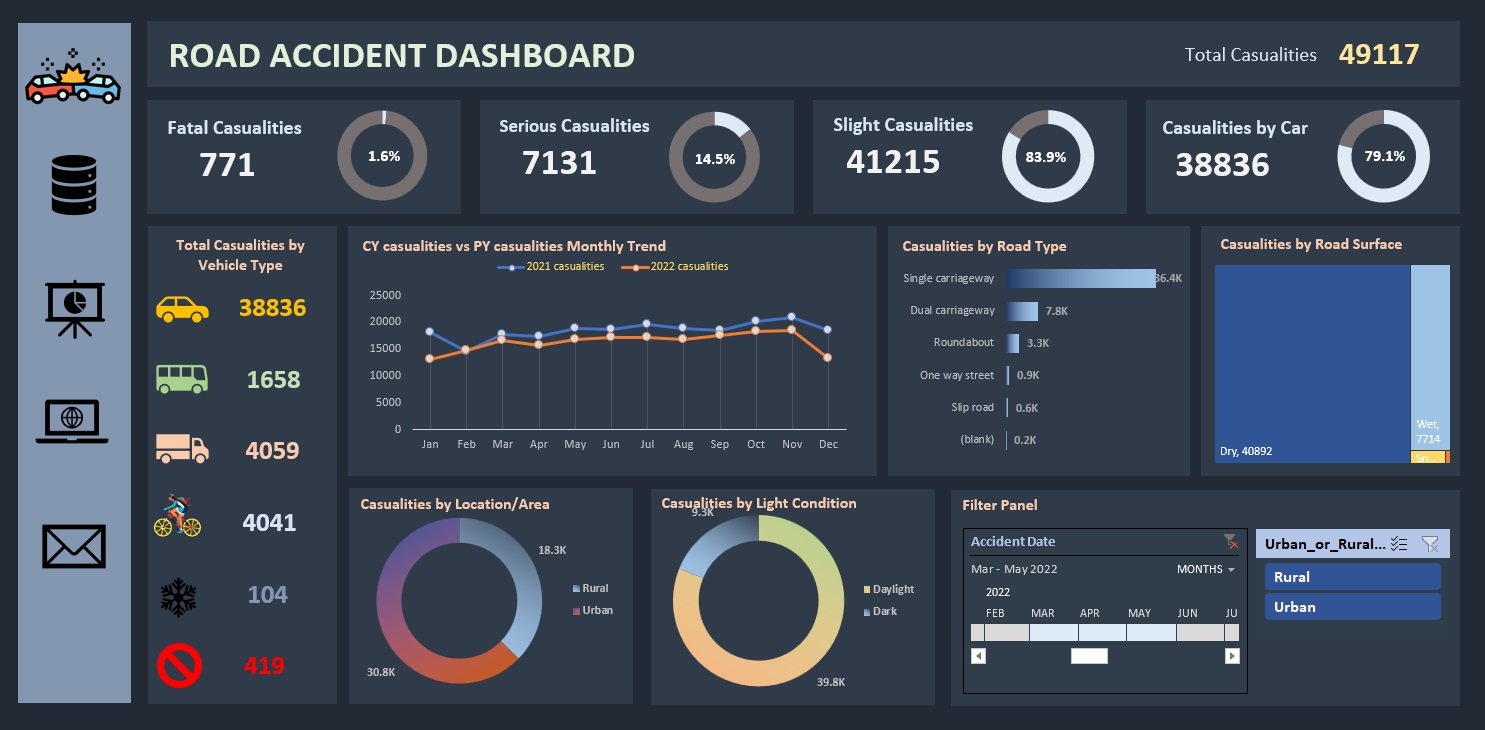 ROAD ACCIDENT DASHBOARD
Total Casualities 49117
Fatal Casualities
771
1.6%
Serious Casualities
7131
14.5%
Slight Casualities
41215
83.9%
Casualities by Car
38836
79.1%
Total Casualities by
Vehicle Type
38836
1658
4059
4041
104
419
CY casualities vs PY casualities Monthly Trend
2021 casualities 2022 casualities
25000
20000
15000
10000
5000
0
Jan Feb Mar Apr May Jun Jul Aug Sep Oct Nov Dec
Casualities by Road Type
Single carriageway 36.4K
Dual carriageway 7.8K
Roundabout 3.3K
One way street 0.9K
Slip road 0.6K
(blank) 0.2K
Casualities by Road Surface
Dry, 40892
Wet,
7714
Sn...
Casualities by Location/Area
18.3K
30.8K
Rural
Urban
Casualities by Light Condition
9.3K
39.8K
Daylight
Dark
Filter Panel
Accident Date
Mar - May 2022 MONTHS
2022
FEB MAR APR MAY JUN JU
Urban_or_Rural...
Rural
Urban